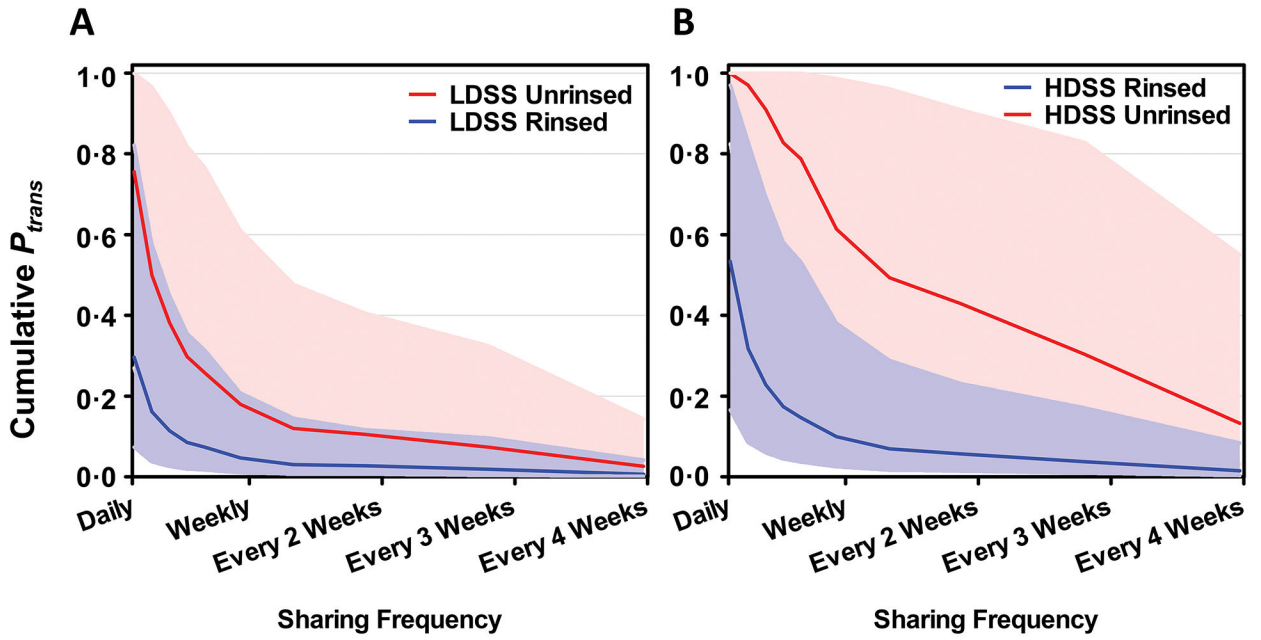 A
B
Cumulative Ptrans
1·0
0·8
0·6
0·4
0·2
0·0
LDSS Unrinsed
LDSS Rinsed
Daily
Weekly
Every 2 Weeks
Every 3 Weeks
Every 4 Weeks
Sharing Frequency
1·0
0·8
0·6
0·4
0·2
0·0
HDSS Rinsed
HDSS Unrinsed
Daily
Weekly
Every 2 Weeks
Every 3 Weeks
Every 4 Weeks
Sharing Frequency